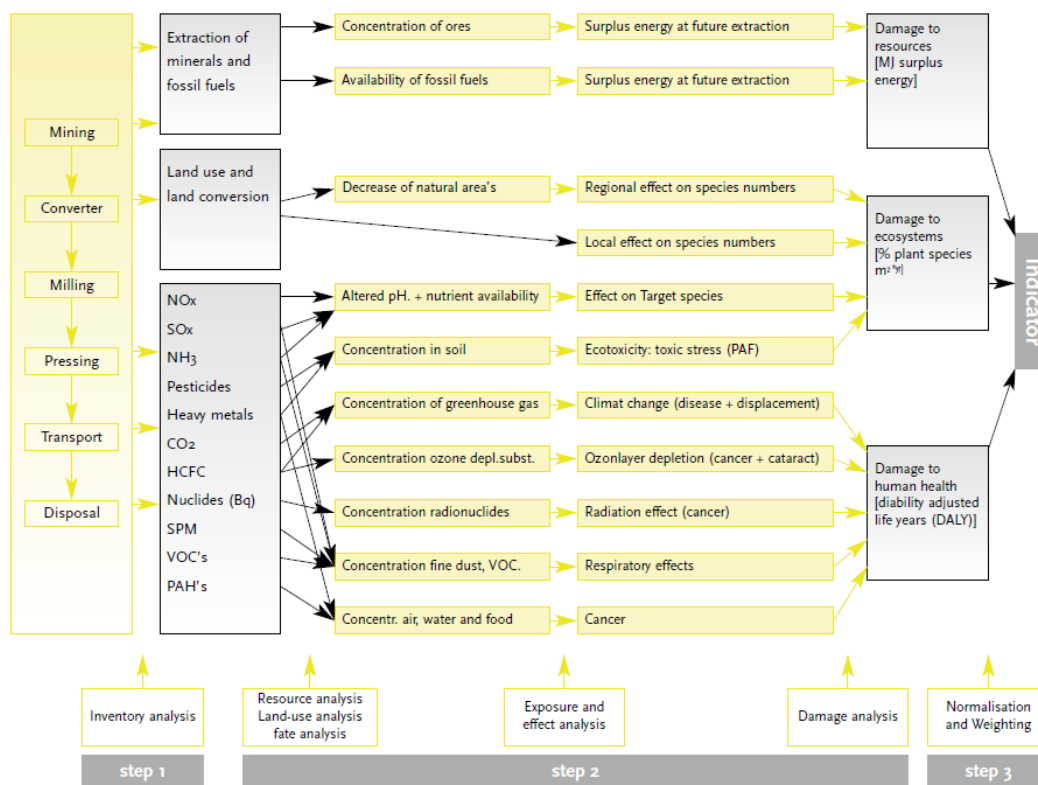 Mining
Converter
Milling
Pressing
Transport
Disposal
Extraction of
minerals and
fossil fuels
Land use and
land conversion
NOx
SOx
NH3
Pesticides
Heavy metals
CO2
HCFC
Nuclides (Bq)
SPM
VOC's
PAH's
Concentration of ores
Availability of fossil fuels
Decrease of natural area's
Altered pH. + nutrient availability
Concentration in soil
Concentration of greenhouse gas
Concentration ozone depl.subst.
Concentration radionuclides
Concentration fine dust, VOC.
Concentr. air, water and food
Surplus energy at future extraction
Surplus energy at future extraction
Regional effect on species numbers
Local effect on species numbers
Effect on Target species
Ecotoxicity: toxic stress (PAF)
Climat change (disease + displacement)
Ozonlayer depletion (cancer + cataract)
Radiation effect (cancer)
Respiratory effects
Cancer
Damage to
resources
[MJ surplus
energy]
Damage to
ecosystems
[% plant species
m2 *yr]
Damage to
human health
[diability adjusted
life years (DALY)]
indicator
Inventory analysis
Resource analysis
Land-use analysis
fate analysis
Exposure and
effect analysis
Damage analysis
Normalisation
and Weighting
step 1
step 2
step 3